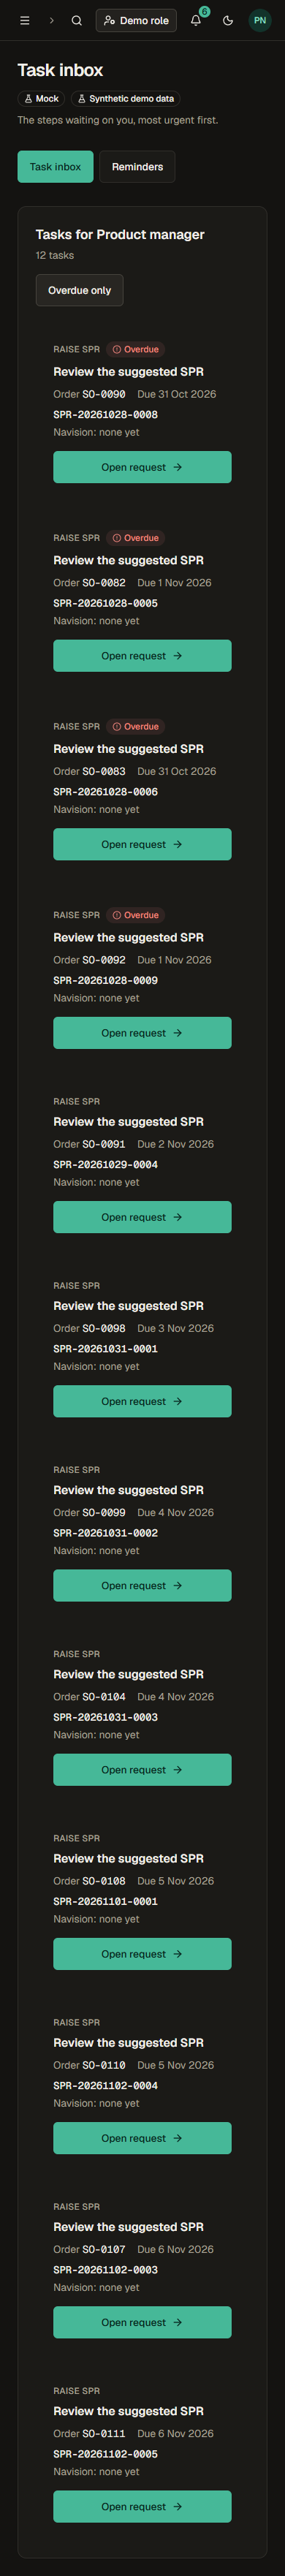 Demo role
6
PN
Task inbox
Mock
Synthetic demo data
The steps waiting on you, most urgent first.
Task inbox
Reminders
Tasks for Product manager
12 tasks
Overdue only
RAISE SPR Overdue
Review the suggested SPR
Order SO-0090 Due 31 Oct 2026
SPR-20261028-0008
Navision: none yet
Open request
RAISE SPR Overdue
Review the suggested SPR
Order SO-0082 Due 1 Nov 2026
SPR-20261028-0005
Navision: none yet
Open request
RAISE SPR Overdue
Review the suggested SPR
Order SO-0083 Due 31 Oct 2026
SPR-20261028-0006
Navision: none yet
Open request
RAISE SPR Overdue
Review the suggested SPR
Order SO-0092 Due 1 Nov 2026
SPR-20261028-0009
Navision: none yet
Open request
RAISE SPR
Review the suggested SPR
Order SO-0091 Due 2 Nov 2026
SPR-20261029-0004
Navision: none yet
Open request
RAISE SPR
Review the suggested SPR
Order SO-0098 Due 3 Nov 2026
SPR-20261031-0001
Navision: none yet
Open request
RAISE SPR
Review the suggested SPR
Order SO-0099 Due 4 Nov 2026
SPR-20261031-0002
Navision: none yet
Open request
RAISE SPR
Review the suggested SPR
Order SO-0104 Due 4 Nov 2026
SPR-20261031-0003
Navision: none yet
Open request
RAISE SPR
Review the suggested SPR
Order SO-0108 Due 5 Nov 2026
SPR-20261101-0001
Navision: none yet
Open request
RAISE SPR
Review the suggested SPR
Order SO-0110 Due 5 Nov 2026
SPR-20261102-0004
Navision: none yet
Open request
RAISE SPR
Review the suggested SPR
Order SO-0107 Due 6 Nov 2026
SPR-20261102-0003
Navision: none yet
Open request
RAISE SPR
Review the suggested SPR
Order SO-0111 Due 6 Nov 2026
SPR-20261102-0005
Navision: none yet
Open request